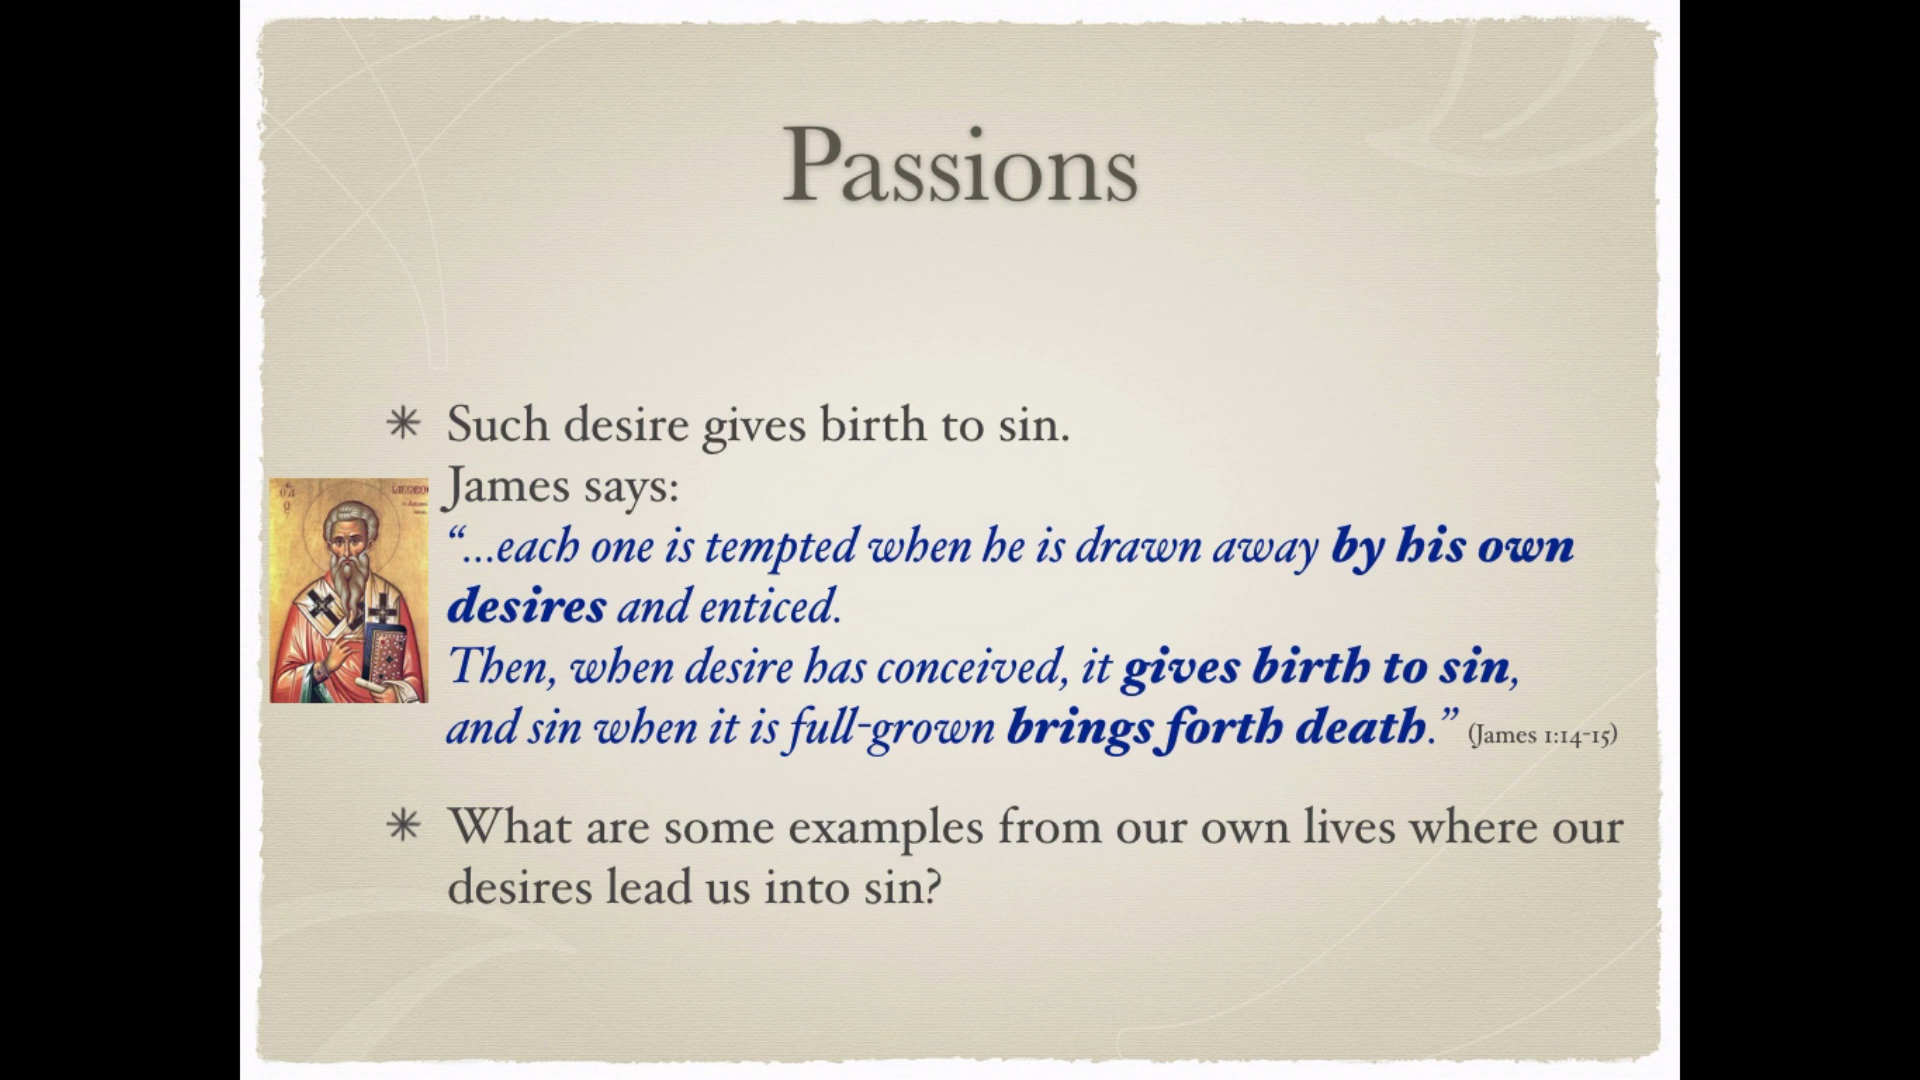 Passions
✳ Such desire gives birth to sin.
James says:
“...each one is tempted when he is drawn away by his own
desires and enticed.
Then, when desire has conceived, it gives birth to sin,
and sin when it is full-grown brings forth death.” (James 1:14-15)
✳ What are some examples from our own lives where our
desires lead us into sin?